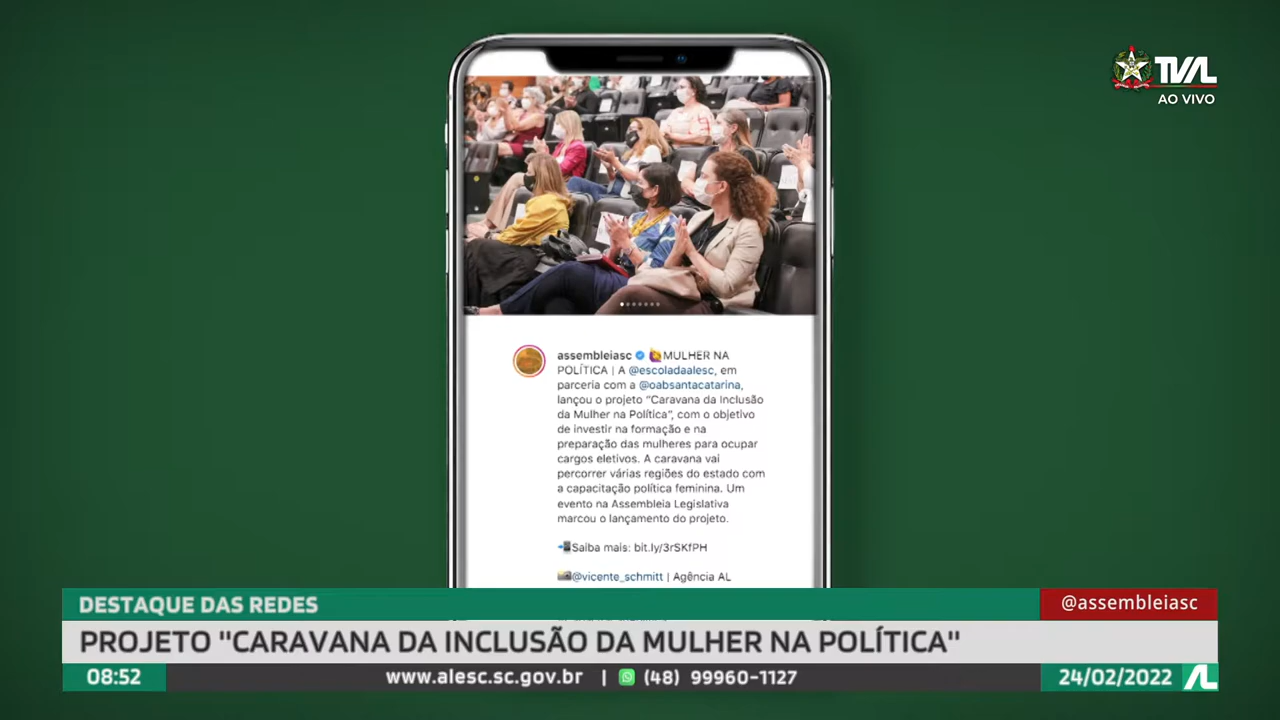 TVAL
AO VIVO
assembleiasc MULHER NA
POLÍTICA | A @escoladaalesc, em
parceria com a @oabsantacatarina,
lançou o projeto "Caravana da Inclusão
da Mulher na Política", com o objetivo
de investir na formação e na
preparação das mulheres para ocupar
cargos eletivos. A caravana vai
percorrer várias regiões do estado com
a capacitação política feminina. Um
evento na Assembleia Legislativa
marcou o lançamento do projeto.
Saiba mais: bit.ly/3rSKfPH
@vicente_schmitt | Agência AL
DESTAQUE DAS REDES
@assembleiasc
PROJETO "CARAVANA DA INCLUSÃO DA MULHER NA POLÍTICA"
08:52
www.alesc.sc.gov.br | (48) 99960-1127
24/02/2022
AL